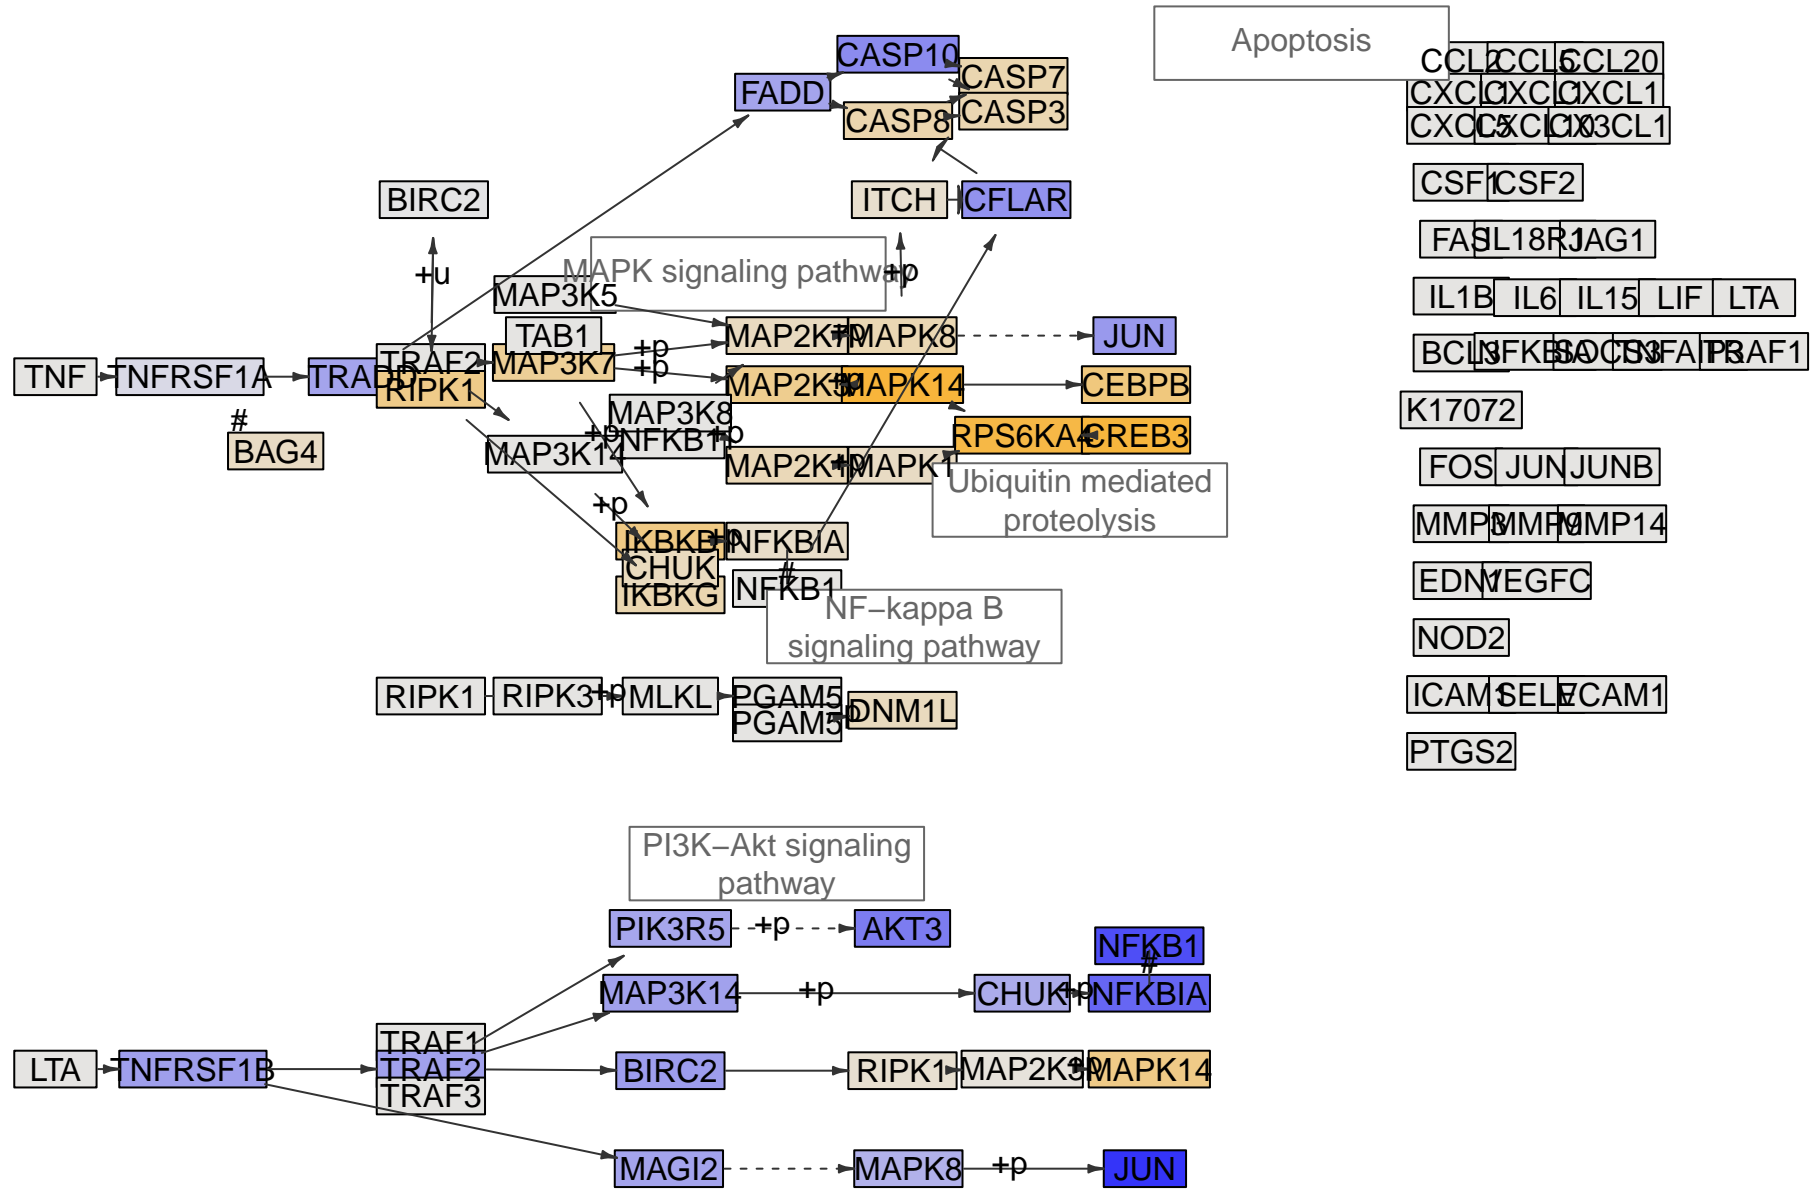 Apoptosis
CASP10
CASP7
FADD
CASP8
CASP3
CCL2 CCL5 CCL20
CXCL1 CXCL1 CXCL1
CXCL5 CXCL10 CX3CL1
BIRC2
ITCH
CFLAR
CSF1 CSF2
+u
MAPK signaling pathway
+p
FAS IL18R1 JAG1
MAP3K5
IL1B IL6 IL15 LIF LTA
TAB1
MAP2K7
+p
MAPK8
JUN
TNF
TNFRSF1A
TRADD
TRAF2
RIPK1
MAP3K7
+p
+p
BCL3 NFKBIA SOCS3 TNFAIP3 TRAF1
MAP2K3
+p
MAPK14
CEBPB
#
BAG4
MAP3K8
NFKB1
+p
+p
MAP3K14
RPS6KA4
CREB3
K17072
MAP2K1
+p
MAPK1
FOS JUN JUNB
Ubiquitin mediated
proteolysis
+p
IKBKB
+p
NFKBIA
MMP3 MMP9 MMP14
CHUK
IKBKG
#
NFKB1
EDN1 VEGFC
NF−kappa B
signaling pathway
NOD2
RIPK1
RIPK3
+p
MLKL
PGAM5
PGAM5
+p
DNM1L
ICAM1 SELE VCAM1
PTGS2
PI3K−Akt signaling
pathway
PIK3R5
+p
AKT3
NFKB1
#
MAP3K14
+p
CHUK
+p
NFKBIA
LTA
TNFRSF1B
TRAF1
TRAF2
TRAF3
BIRC2
RIPK1
MAP2K3
+p
MAPK14
MAGI2
MAPK8
+p
JUN